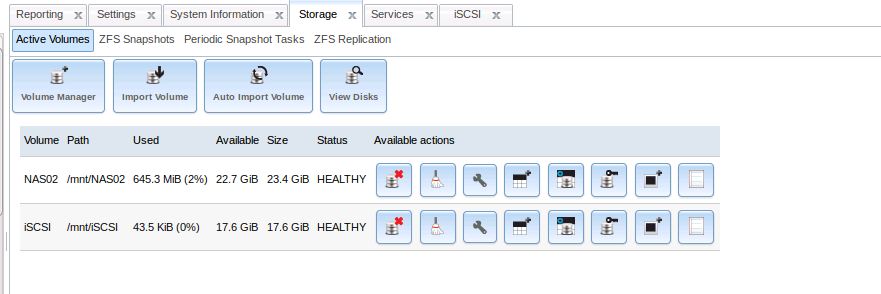 Reporting Settings System Information Storage Services iSCSI
Active Volumes ZFS Snapshots Periodic Snapshot Tasks ZFS Replication
Volume Manager Import Volume Auto Import Volume View Disks
Volume Path Used Available Size Status Available actions
NAS02 /mnt/NAS02 645.3 MiB (2%) 22.7 GiB 23.4 GiB HEALTHY
iSCSI /mnt/iSCSI 43.5 KiB (0%) 17.6 GiB 17.6 GiB HEALTHY